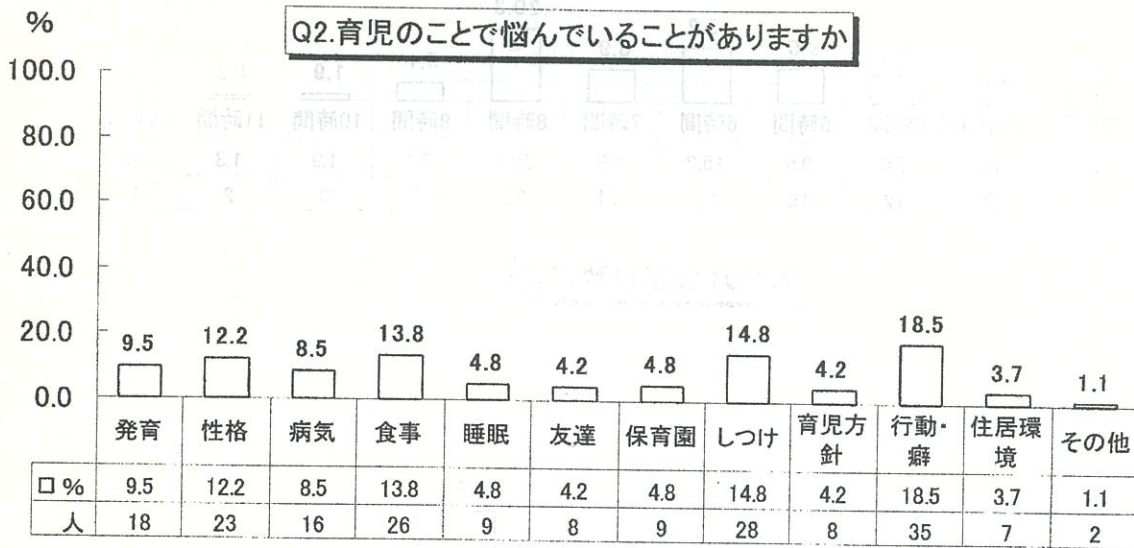 %
Q2.育児のことで悩んでいることがありますか
100.0
80.0
60.0
40.0
20.0
0.0
9.5 12.2 8.5 13.8 4.8 4.2 4.8 14.8 4.2 18.5 3.7 1.1
発育 性格 病気 食事 睡眠 友達 保育園 しつけ 育児方針 行動・癖 住居環境 その他
□ % 9.5 12.2 8.5 13.8 4.8 4.2 4.8 14.8 4.2 18.5 3.7 1.1
人 18 23 16 26 9 8 9 28 8 35 7 2